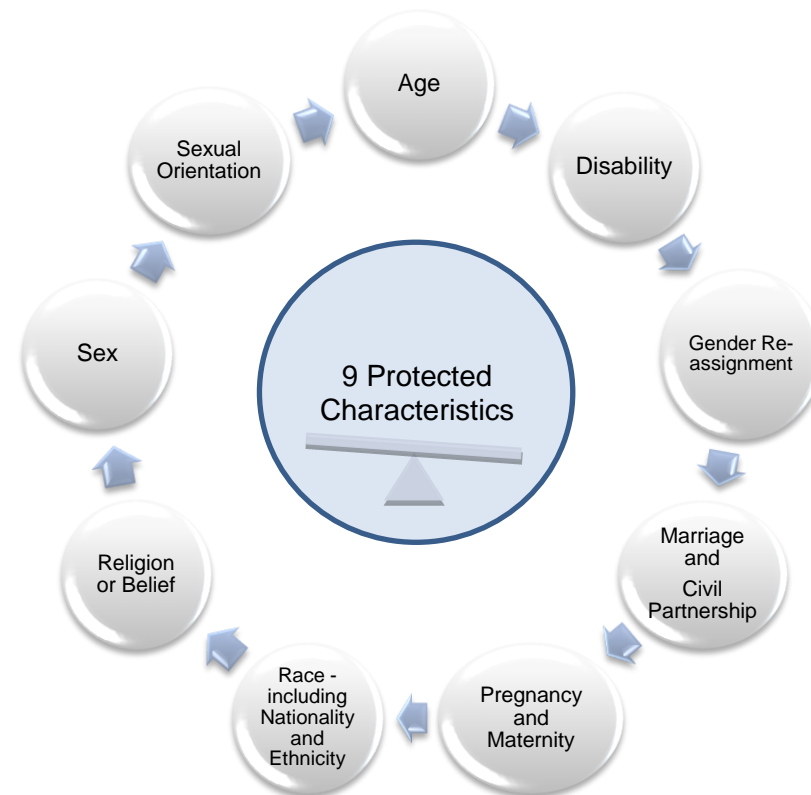 Age
Disability
Gender Re-
assignment
Marriage
and
Civil
Partnership
Pregnancy
and
Maternity
Race -
including
Nationality
and
Ethnicity
Religion
or Belief
Sex
Sexual
Orientation
9 Protected
Characteristics